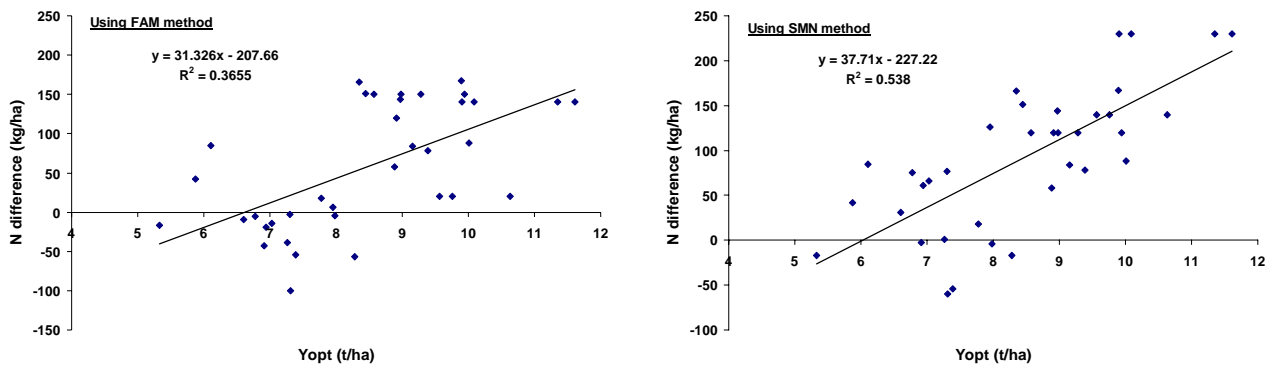 Using FAM method
y = 31.326x - 207.66
R² = 0.3655
N difference (kg/ha)
250
200
150
100
50
0
-50
-100
-150
4 5 6 7 8 9 10 11 12
Yopt (t/ha)
Using SMN method
y = 37.71x - 227.22
R² = 0.538
N difference (kg/ha)
250
200
150
100
50
0
-50
-100
4 5 6 7 8 9 10 11 12
Yopt (t/ha)